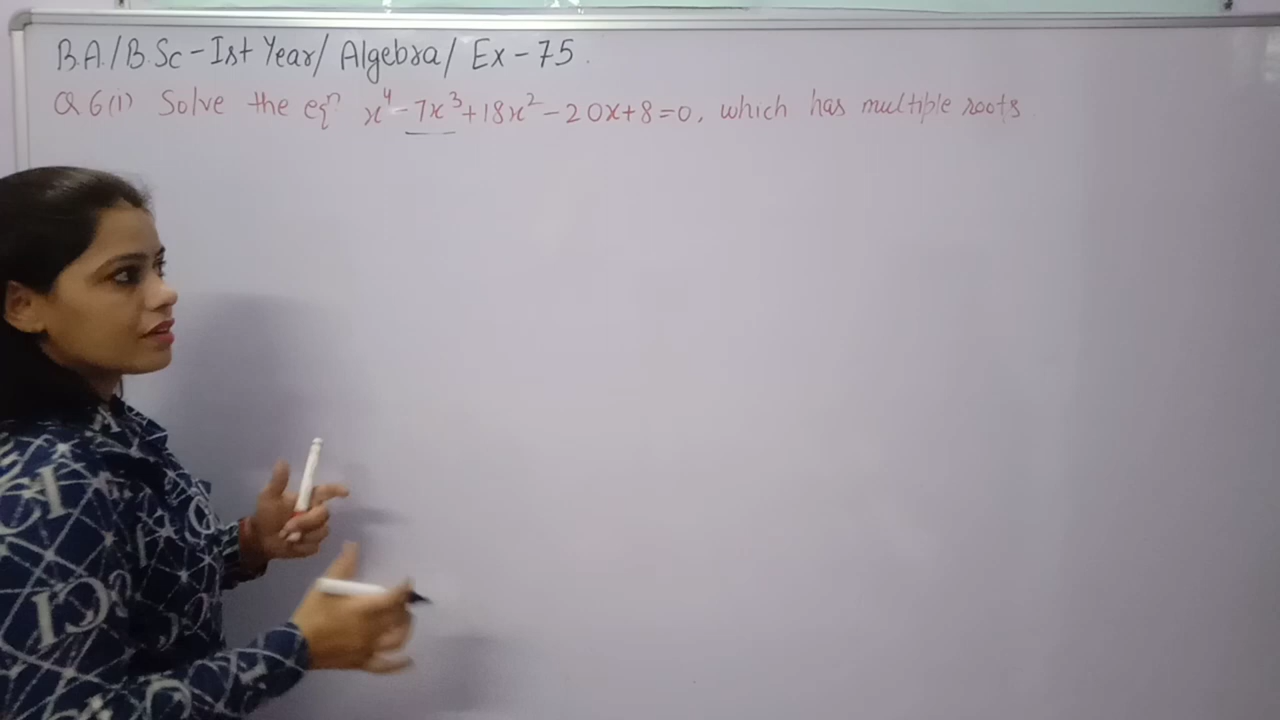 B.A./B.Sc-Ist Year/ Algebra/ Ex-75.
Q 6(i) Solve the eqⁿ x⁴-7x³+18x²-20x+8=0, which has multiple roots